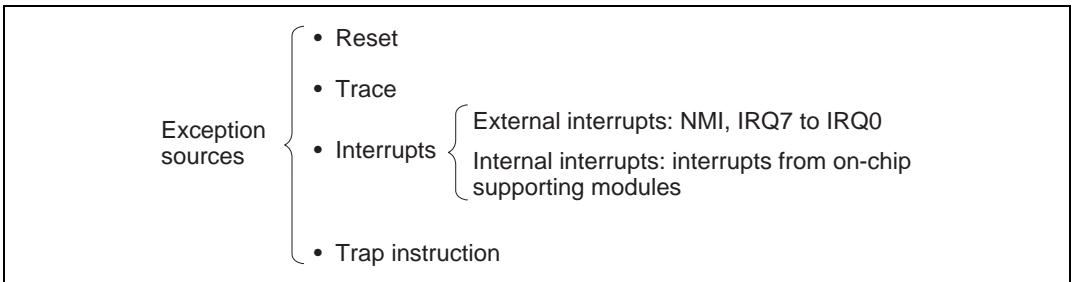 Exception
sources
• Reset
• Trace
• Interrupts
External interrupts: NMI, IRQ7 to IRQ0
Internal interrupts: interrupts from on-chip
supporting modules
• Trap instruction